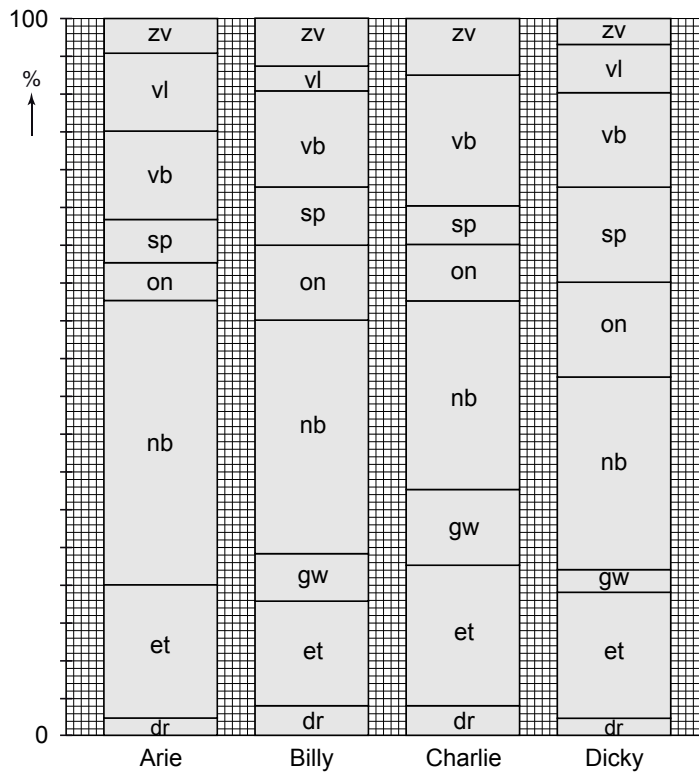 100
%
0
zv
vl
vb
sp
on
nb
et
dr
Arie
zv
vl
vb
sp
on
nb
gw
et
dr
Billy
zv
vb
sp
on
nb
gw
et
dr
Charlie
zv
vl
vb
sp
on
nb
gw
et
dr
Dicky